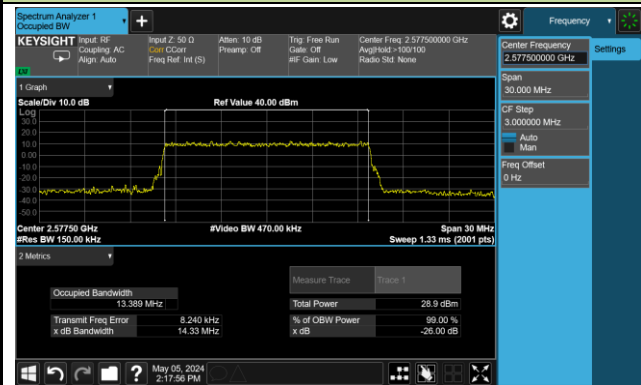 Spectrum Analyzer 1
Occupied BW
Frequency
KEYSIGHT
Input: RF
Coupling: AC
Align: Auto
Input Z: 50 Ω
Corr CCorr
Freq Ref: Int (S)
Atten: 10 dB
Preamp: Off
Trig: Free Run
Gate: Off
#IF Gain: Low
Center Freq: 2.577500000 GHz
Avg|Hold:>100/100
Radio Std: None
LXI
Center Frequency
2.577500000 GHz
Settings
Span
30.000 MHz
CF Step
3.000000 MHz
Auto
Man
Freq Offset
0 Hz
1 Graph
Scale/Div 10.0 dB
Ref Value 40.00 dBm
Log
30.0
20.0
10.0
0.00
-10.0
-20.0
-30.0
-40.0
-50.0
Center 2.57750 GHz
#Video BW 470.00 kHz
Span 30 MHz
#Res BW 150.00 kHz
Sweep 1.33 ms (2001 pts)
2 Metrics
Measure Trace
Trace 1
Occupied Bandwidth
13.389 MHz
Total Power
28.9 dBm
Transmit Freq Error
8.240 kHz
% of OBW Power
99.00 %
x dB Bandwidth
14.33 MHz
x dB
-26.00 dB
May 05, 2024
2:17:56 PM